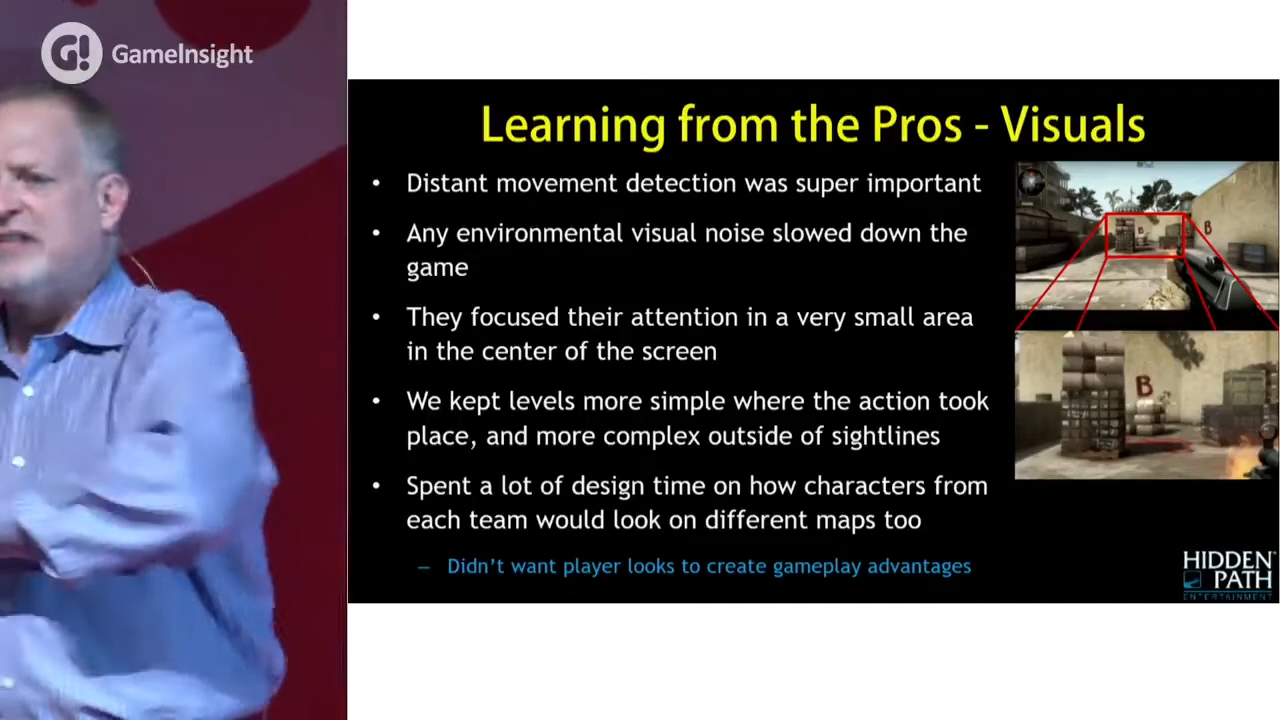 G!
GameInsight
Learning from the Pros - Visuals
• Distant movement detection was super important
• Any environmental visual noise slowed down the
game
• They focused their attention in a very small area
in the center of the screen
• We kept levels more simple where the action took
place, and more complex outside of sightlines
• Spent a lot of design time on how characters from
each team would look on different maps too
– Didn't want player looks to create gameplay advantages
B
B
B
HIDDEN
PATH
ENTERTAINMENT